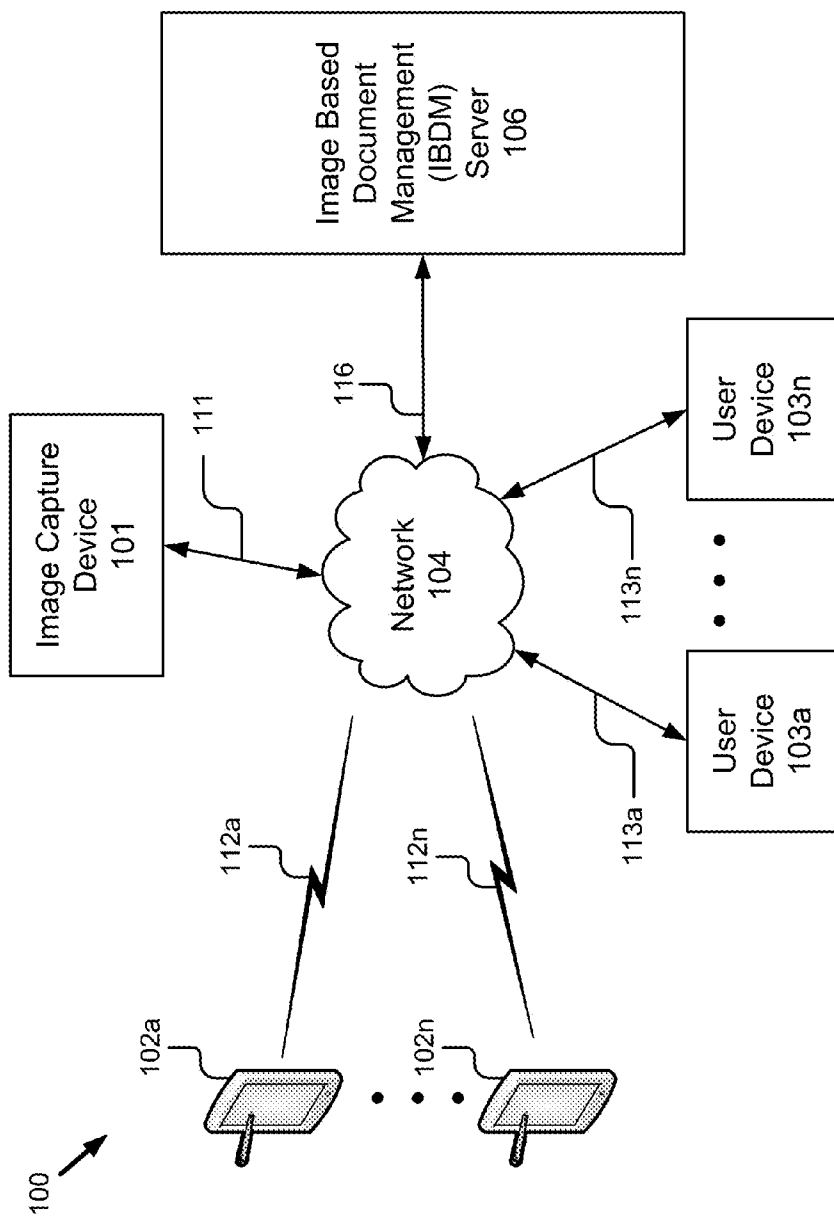 100
102a
102n
112a
112n
Image Capture
Device
101
111
Network
104
116
Image Based
Document
Management
(IBDM)
Server
106
113a
113n
User
Device
103a
User
Device
103n